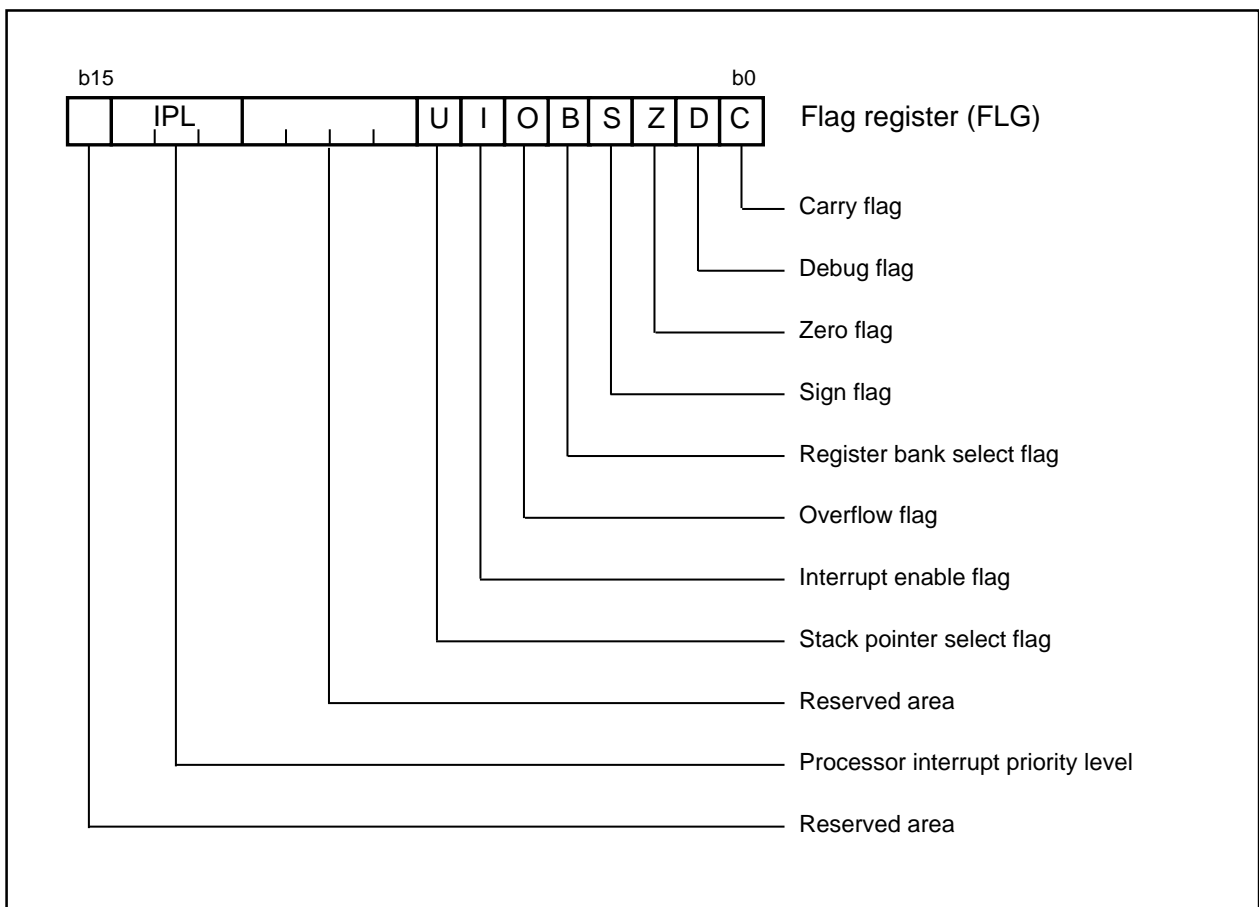 b15 b0
IPL U I O B S Z D C Flag register (FLG)
Carry flag
Debug flag
Zero flag
Sign flag
Register bank select flag
Overflow flag
Interrupt enable flag
Stack pointer select flag
Reserved area
Processor interrupt priority level
Reserved area